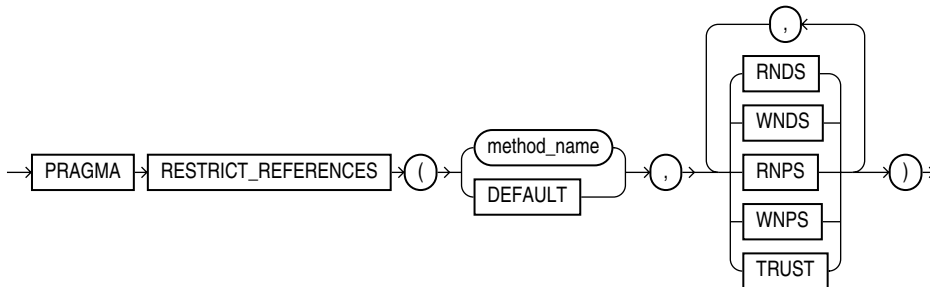 ,
RNDS
WNDS
method_name
PRAGMA RESTRICT_REFERENCES ( DEFAULT , RNPS )
WNPS
TRUST